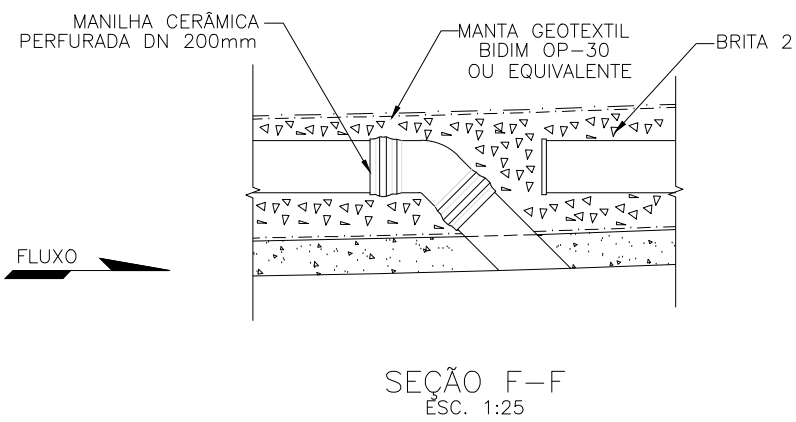 MANILHA CERÂMICA
PERFURADA DN 200mm
MANTA GEOTEXTIL
BIDIM OP-30
OU EQUIVALENTE
BRITA 2
FLUXO
SEÇÃO F-F
ESC. 1:25